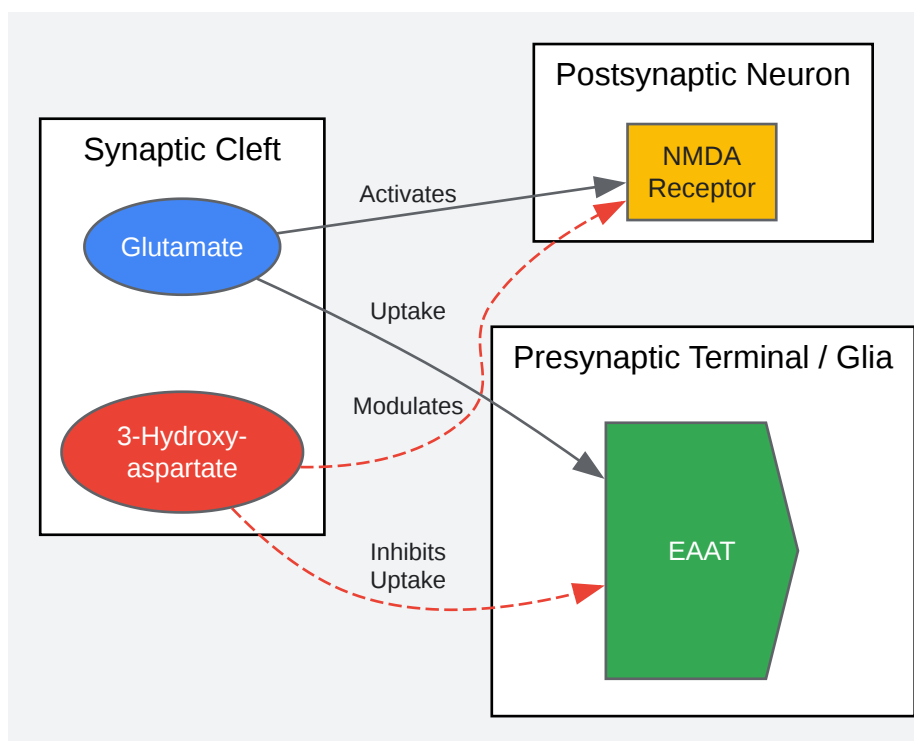 Postsynaptic Neuron
NMDA
Receptor
Synaptic Cleft
Activates
Glutamate
Uptake
Presynaptic Terminal / Glia
Modulates
3-Hydroxy-
aspartate
Inhibits
Uptake
EAAT